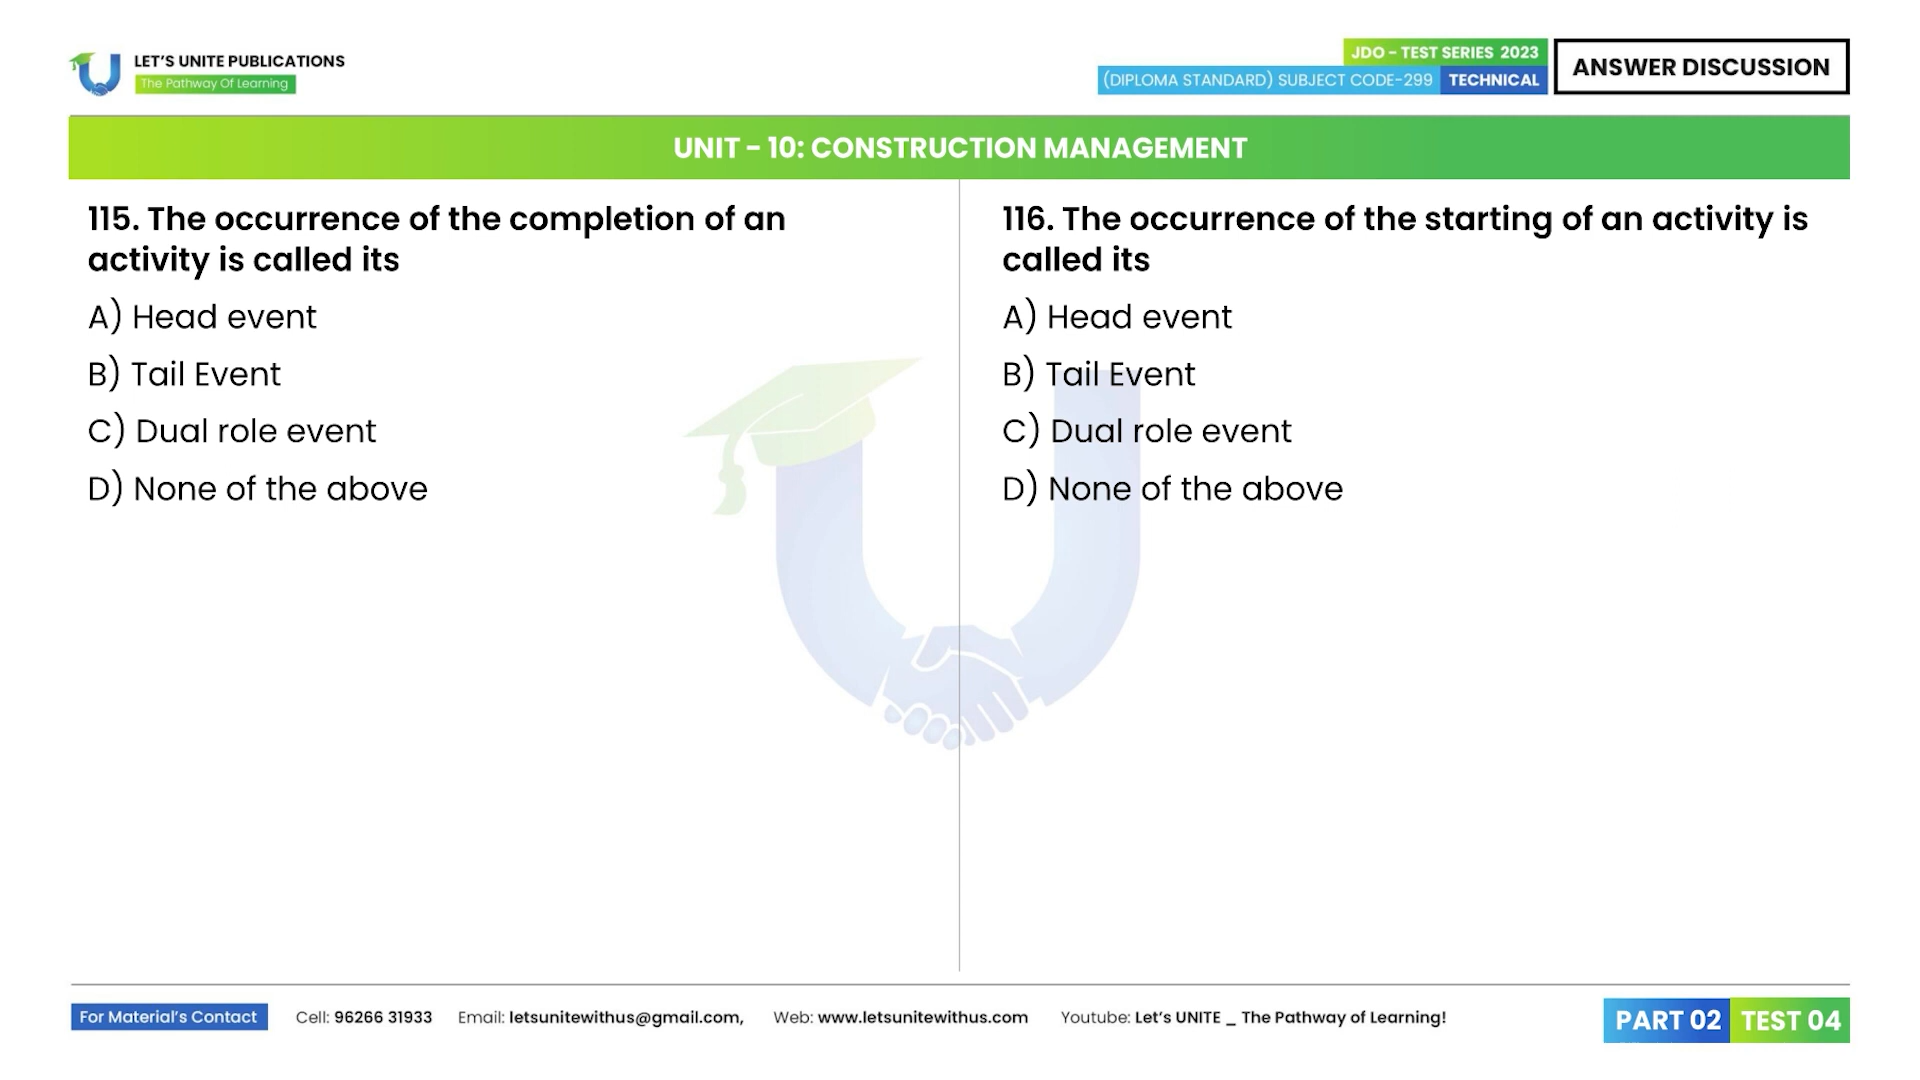 LET'S UNITE PUBLICATIONS
The Pathway Of Learning
JDO - TEST SERIES 2023
(DIPLOMA STANDARD) SUBJECT CODE-299 TECHNICAL
ANSWER DISCUSSION
UNIT - 10: CONSTRUCTION MANAGEMENT
115. The occurrence of the completion of an
activity is called its
A) Head event
B) Tail Event
C) Dual role event
D) None of the above
116. The occurrence of the starting of an activity is
called its
A) Head event
B) Tail Event
C) Dual role event
D) None of the above
For Material's Contact Cell: 96266 31933 Email: letsunitewithus@gmail.com, Web: www.letsunitewithus.com Youtube: Let's UNITE _ The Pathway of Learning!
PART 02 TEST 04